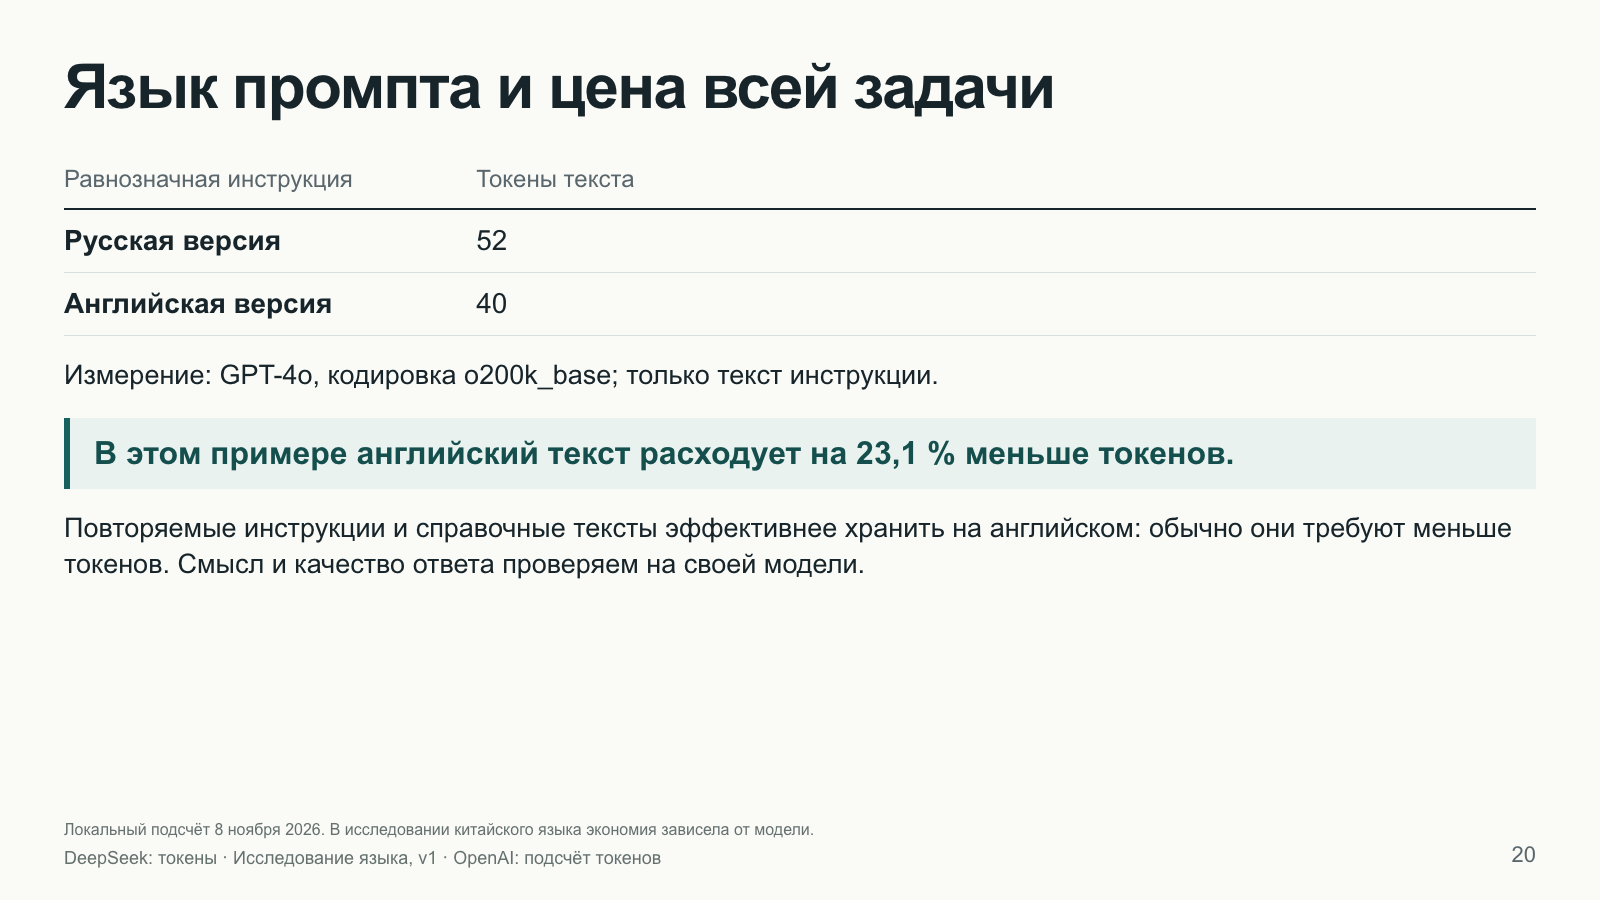 Язык промпта и цена всей задачи
Равнозначная инструкция Токены текста
Русская версия 52
Английская версия 40
Измерение: GPT-4o, кодировка o200k_base; только текст инструкции.
В этом примере английский текст расходует на 23,1 % меньше токенов.
Повторяемые инструкции и справочные тексты эффективнее хранить на английском: обычно они требуют меньше
токенов. Смысл и качество ответа проверяем на своей модели.
Локальный подсчёт 8 ноября 2026. В исследовании китайского языка экономия зависела от модели.
DeepSeek: токены · Исследование языка, v1 · OpenAI: подсчёт токенов
20